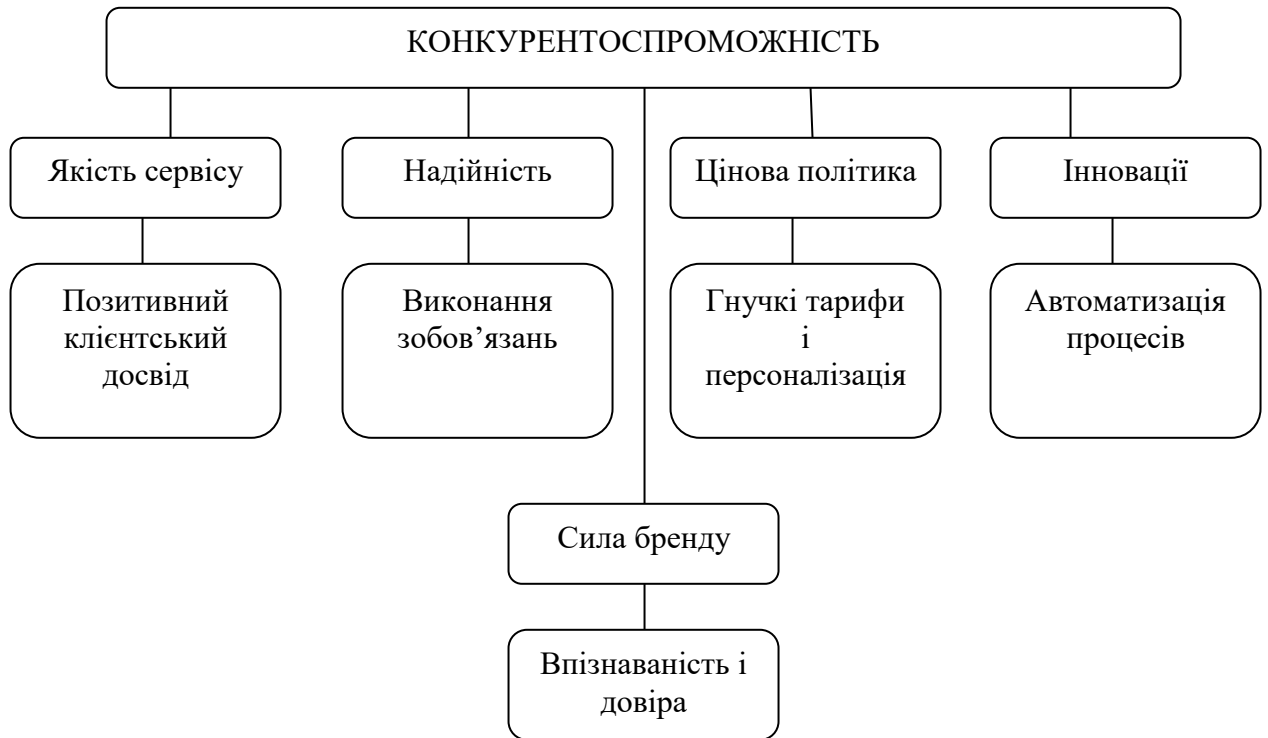 КОНКУРЕНТОСПРОМОЖНІСТЬ
Якість сервісу
Надійність
Цінова політика
Інновації
Позитивний
клієнтський
досвід
Виконання
зобов’язань
Гнучкі тарифи
і
персоналізація
Автоматизація
процесів
Сила бренду
Впізнаваність і
довіра